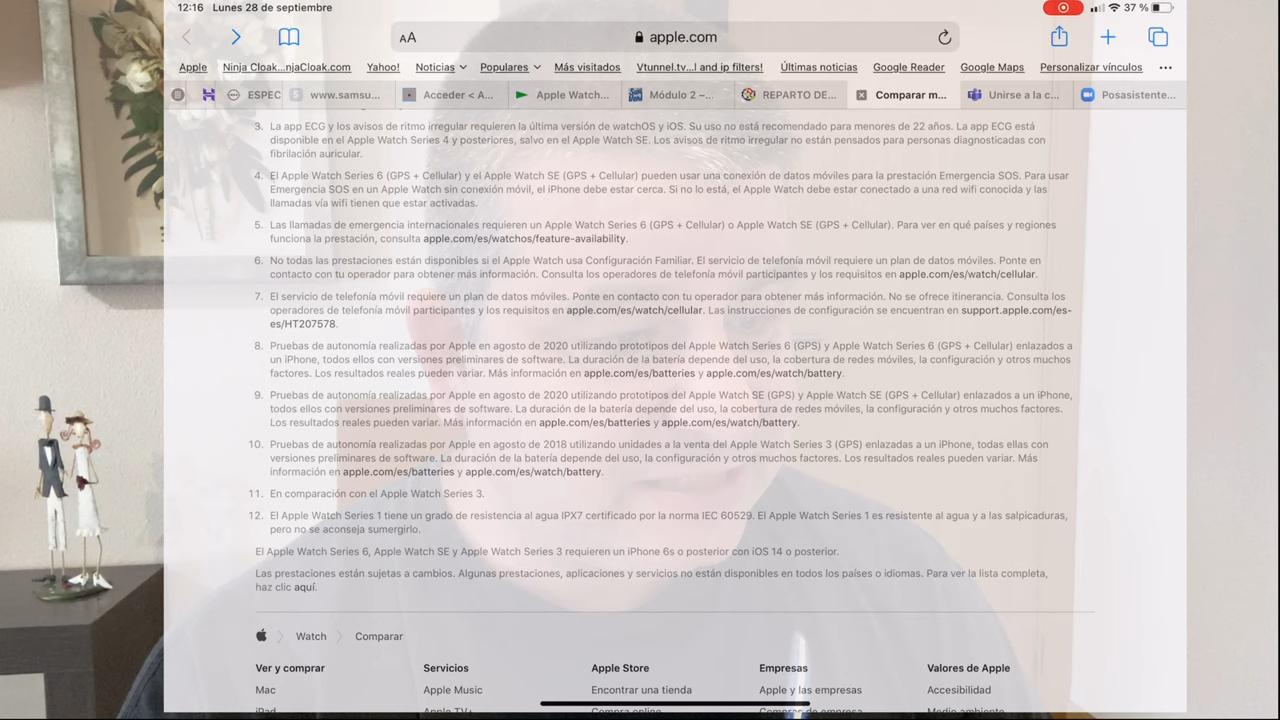 12:16 Lunes 28 de septiembre
37 %
AA
apple.com
Apple Ninja Cloak...njaCloak.com Yahoo! Noticias Populares Más visitados Vtunnel.tv...l and ip filters! Últimas noticias Google Reader Google Maps Personalizar vínculos
ESPEC www.samsu... Acceder < A... Apple Watch... Módulo 2 –... REPARTO DE... Comparar m... Unirse a la c... Posasistente...
3. La app ECG y los avisos de ritmo irregular requieren la última versión de watchOS y iOS. Su uso no está recomendado para menores de 22 años. La app ECG está
disponible en el Apple Watch Series 4 y posteriores, salvo en el Apple Watch SE. Los avisos de ritmo irregular no están pensados para personas diagnosticadas con
fibrilación auricular.
4. El Apple Watch Series 6 (GPS + Cellular) y el Apple Watch SE (GPS + Cellular) pueden usar una conexión de datos móviles para la prestación Emergencia SOS. Para usar
Emergencia SOS en un Apple Watch sin conexión móvil, el iPhone debe estar cerca. Si no lo está, el Apple Watch debe estar conectado a una red wifi conocida y las
llamadas vía wifi tienen que estar activadas.
5. Las llamadas de emergencia internacionales requieren un Apple Watch Series 6 (GPS + Cellular) o Apple Watch SE (GPS + Cellular). Para ver en qué países y regiones
funciona la prestación, consulta apple.com/es/watchos/feature-availability.
6. No todas las prestaciones están disponibles si el Apple Watch usa Configuración Familiar. El servicio de telefonía móvil requiere un plan de datos móviles. Ponte en
contacto con tu operador para obtener más información. Consulta los operadores de telefonía móvil participantes y los requisitos en apple.com/es/watch/cellular.
7. El servicio de telefonía móvil requiere un plan de datos móviles. Ponte en contacto con tu operador para obtener más información. No se ofrece itinerancia. Consulta los
operadores de telefonía móvil participantes y los requisitos en apple.com/es/watch/cellular. Las instrucciones de configuración se encuentran en support.apple.com/es-
es/HT207578.
8. Pruebas de autonomía realizadas por Apple en agosto de 2020 utilizando prototipos del Apple Watch Series 6 (GPS) y Apple Watch Series 6 (GPS + Cellular) enlazados a
un iPhone, todos ellos con versiones preliminares de software. La duración de la batería depende del uso, la cobertura de redes móviles, la configuración y otros muchos
factores. Los resultados reales pueden variar. Más información en apple.com/es/batteries y apple.com/es/watch/battery.
9. Pruebas de autonomía realizadas por Apple en agosto de 2020 utilizando prototipos del Apple Watch SE (GPS) y Apple Watch SE (GPS + Cellular) enlazados a un iPhone,
todos ellos con versiones preliminares de software. La duración de la batería depende del uso, la cobertura de redes móviles, la configuración y otros muchos factores.
Los resultados reales pueden variar. Más información en apple.com/es/batteries y apple.com/es/watch/battery.
10. Pruebas de autonomía realizadas por Apple en agosto de 2018 utilizando unidades a la venta del Apple Watch Series 3 (GPS) enlazadas a un iPhone, todas ellas con
versiones preliminares de software. La duración de la batería depende del uso, la configuración y otros muchos factores. Los resultados reales pueden variar. Más
información en apple.com/es/batteries y apple.com/es/watch/battery.
11. En comparación con el Apple Watch Series 3.
12. El Apple Watch Series 1 tiene un grado de resistencia al agua IPX7 certificado por la norma IEC 60529. El Apple Watch Series 1 es resistente al agua y a las salpicaduras,
pero no se aconseja sumergirlo.
El Apple Watch Series 6, Apple Watch SE y Apple Watch Series 3 requieren un iPhone 6s o posterior con iOS 14 o posterior.
Las prestaciones están sujetas a cambios. Algunas prestaciones, aplicaciones y servicios no están disponibles en todos los países o idiomas. Para ver la lista completa,
haz clic aquí.
Watch Comparar
Ver y comprar Servicios Apple Store Empresas Valores de Apple
Mac Apple Music Encontrar una tienda Apple y las empresas Accesibilidad
iPad Apple TV+ Compra online Compras de empresa Medio ambiente